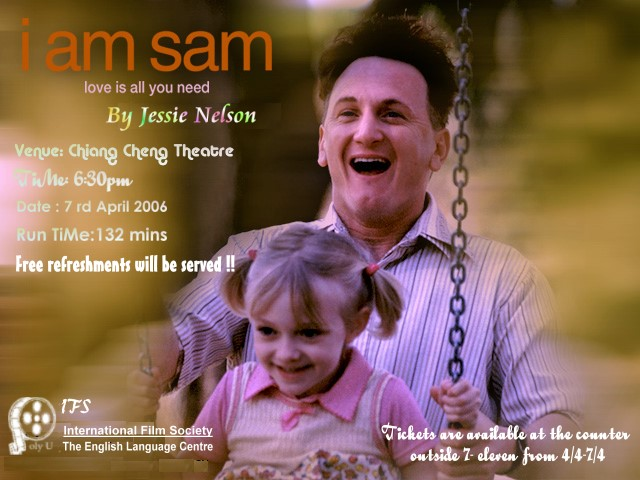 i am sam
love is all you need
By Jessie Nelson
Venue: Chiang Cheng Theatre
TiMe: 6:30pm
Date : 7 rd April 2006
Run TiMe:132 mins
Free refreshments will be served !!
IFS
International Film Society
Poly U
The English Language Centre
Tickets are available at the counter
outside 7- eleven from 4/4-7/4